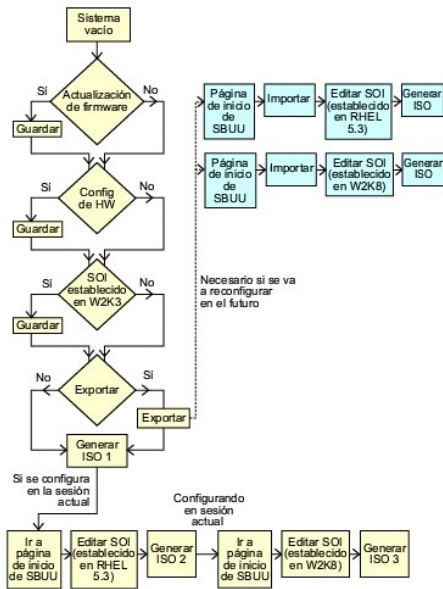 Sistema
vacío
Actualización
de firmware
Sí
No
Guardar
Config
de HW
Sí
No
Guardar
SOI
establecido
en W2K3
Sí
No
Guardar
Exportar
No
Sí
Exportar
Generar
ISO 1
Necesario si se va
a reconfigurar
en el futuro
Página
de inicio
de
SBUU
Importar
Editar SOI
(establecido
en RHEL
5.3)
Generar
ISO
Página
de inicio
de
SBUU
Importar
Editar SOI
(establecido
en W2K8)
Generar
ISO
Si se configura
en la sesión
actual
Ir a
página
de inicio
de SBUU
Editar SOI
(establecido
en RHEL
5.3)
Generar
ISO 2
Configurando
en sesión
actual
Ir a
página
de inicio
de SBUU
Editar SOI
(establecido
en W2K8)
Generar
ISO 3